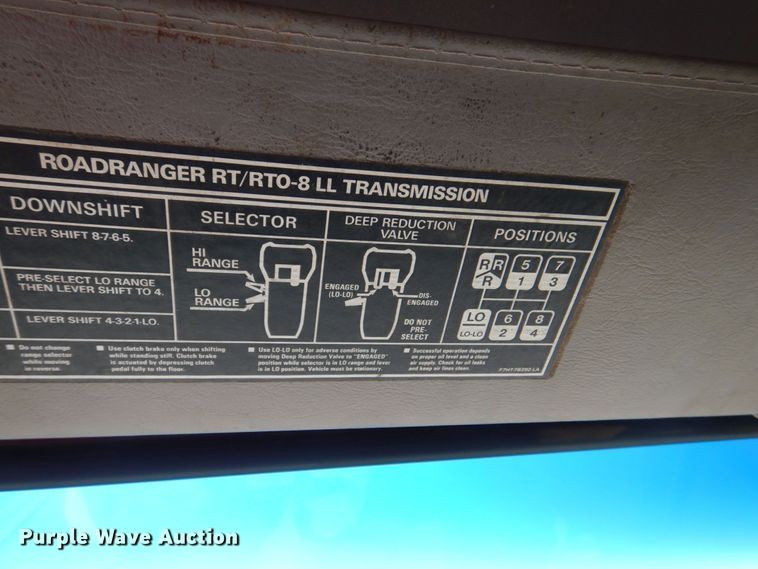 ROADRANGER RT/RTO-8 LL TRANSMISSION
DOWNSHIFT
LEVER SHIFT 8-7-6-5.
PRE-SELECT LO RANGE
THEN LEVER SHIFT TO 4.
LEVER SHIFT 4-3-2-1-LO.
SELECTOR
HI
RANGE
LO
RANGE
DEEP REDUCTION
VALVE
ENGAGED
(LO-LO)
DIS-
ENGAGED
DO NOT
PRE-
SELECT
POSITIONS
R R 5 7
R 1 3
LO 6 8
LO-LO 2 4
Do not change
range selector
while moving
in reverse.
Use clutch brake only when shifting
while standing still. Clutch brake
is actuated by depressing clutch
pedal fully to the floor.
Use LO-LO only for adverse conditions by
moving Deep Reduction Valve to "ENGAGED"
position while selector is in LO range and lever
is in LO position. Vehicle must be stationary.
Successful operation depends
on proper oil level and a clean
air supply. Check for oil leaks
and keep air lines clean.
F7HT-7B292-LA
Purple Wave Auction